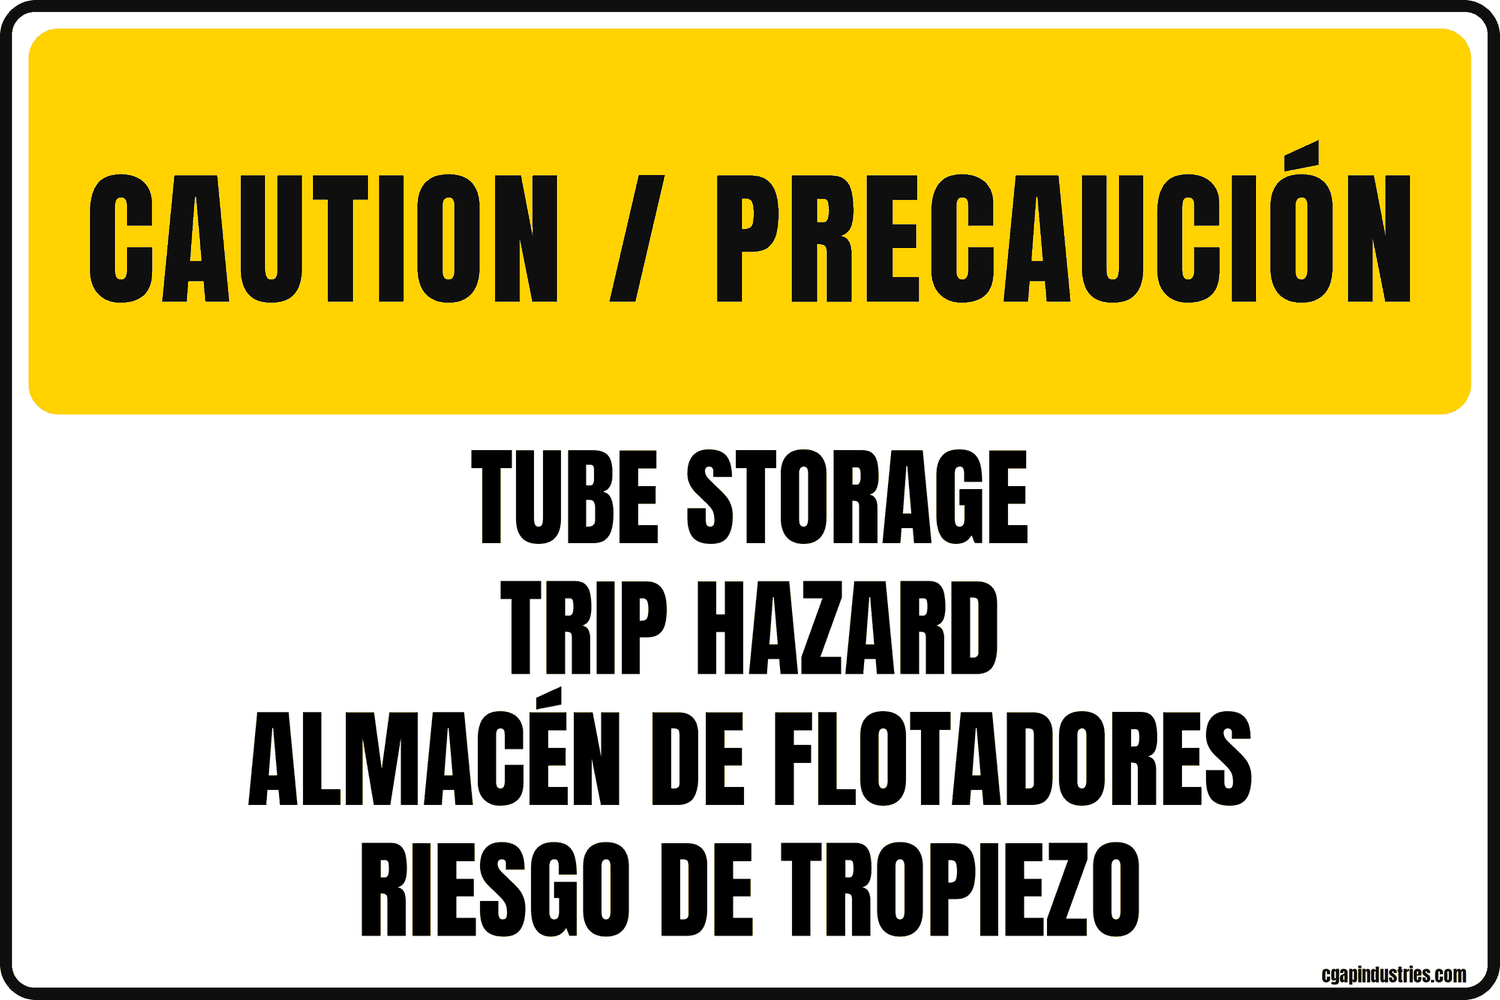 CAUTION / PRECAUCIÓN
TUBE STORAGE
TRIP HAZARD
ALMACÉN DE FLOTADORES
RIESGO DE TROPIEZO
cgapindustries.com